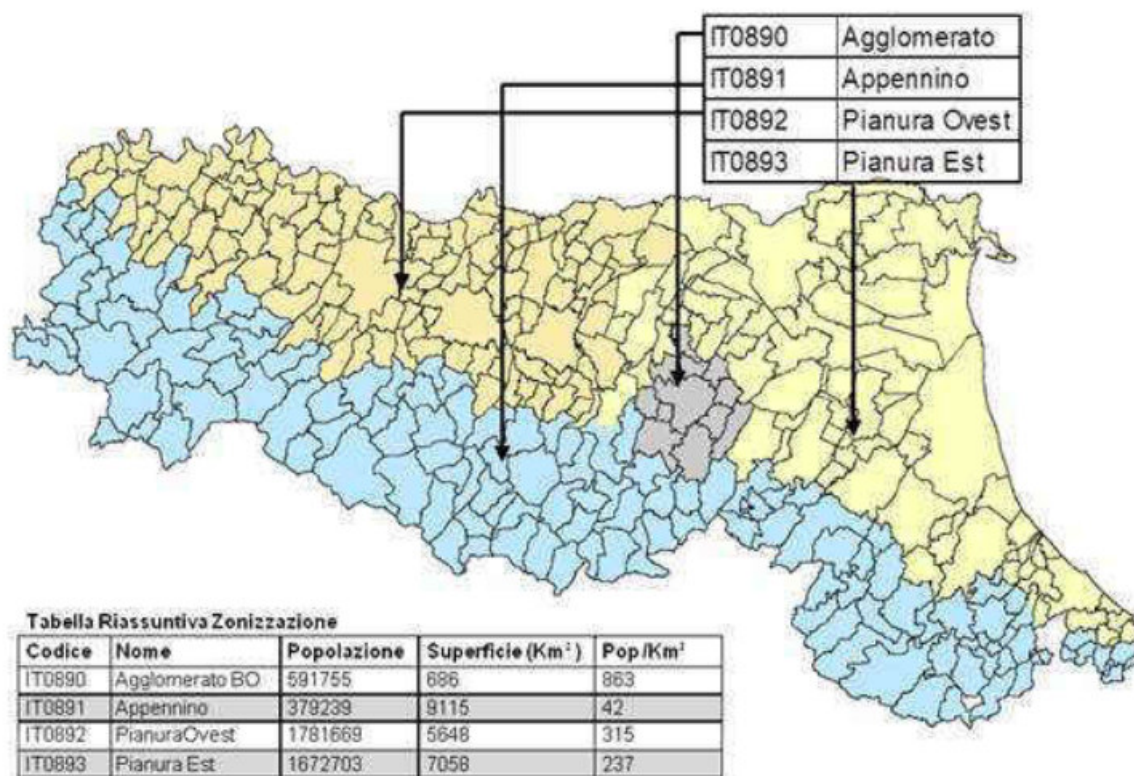 IT0890 Agglomerato
IT0891 Appennino
IT0892 Pianura Ovest
IT0893 Pianura Est
Tabella Riassuntiva Zonizzazione
Codice Nome Popolazione Superficie (Km²) Pop/Km²
IT0890 Agglomerato BO 591755 686 863
IT0891 Appennino 379239 9115 42
IT0892 PianuraOvest 1781669 5648 315
IT0893 Pianura Est 1672703 7058 237